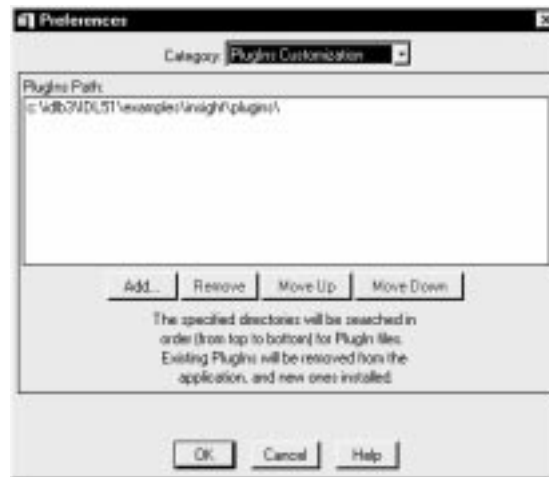 Preferences
Category: PlugIns Customization
PlugIns Path:
c:\idlb3\IDL51\examples\insight\plugins\
Add... Remove Move Up Move Down
The specified directories will be searched in
order (from top to bottom) for PlugIn files.
Existing PlugIns will be removed from the
application, and new ones installed.
OK Cancel Help